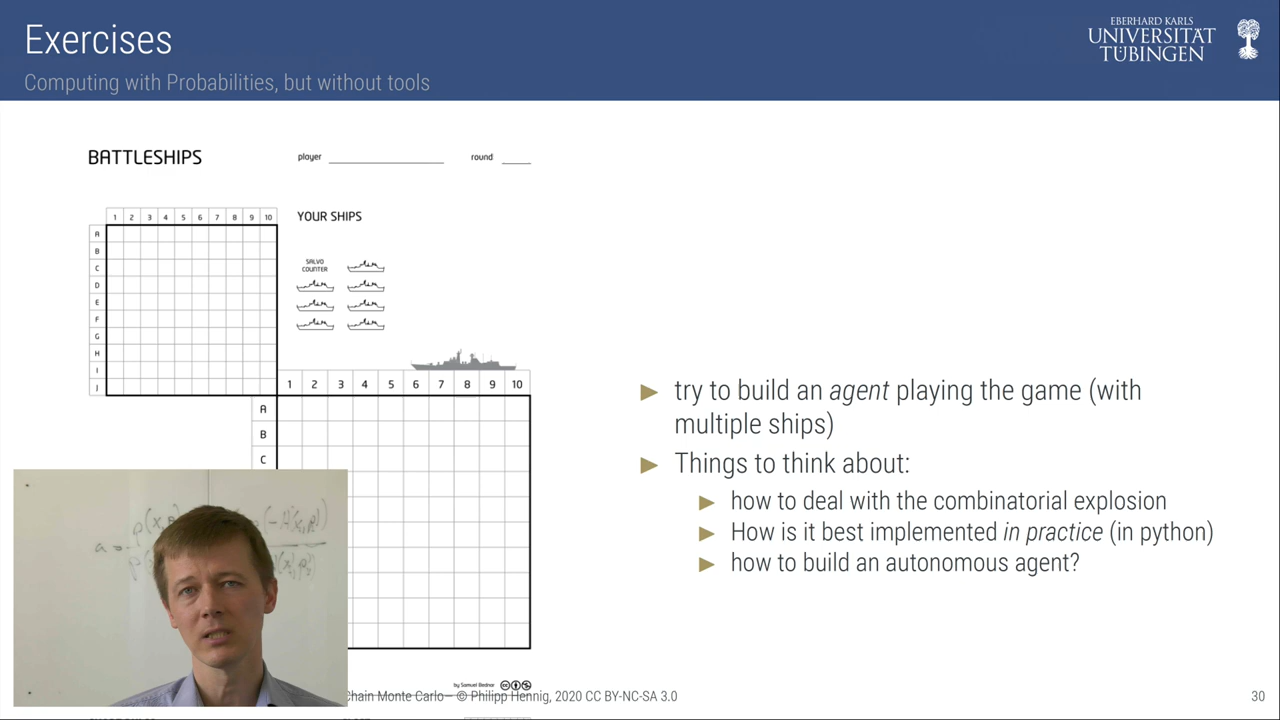 Exercises
Computing with Probabilities, but without tools
EBERHARD KARLS
UNIVERSITÄT
TÜBINGEN
BATTLESHIPS
player
round
1 2 3 4 5 6 7 8 9 10
A
B
C
D
E
F
G
H
I
J
YOUR SHIPS
SALVO
COUNTER
1 2 3 4 5 6 7 8 9 10
A
B
C
try to build an agent playing the game (with
multiple ships)
Things to think about:
how to deal with the combinatorial explosion
How is it best implemented in practice (in python)
how to build an autonomous agent?
by Samuel Bednar
Chain Monte Carlo— © Philipp Hennig, 2020 CC BY-NC-SA 3.0
30